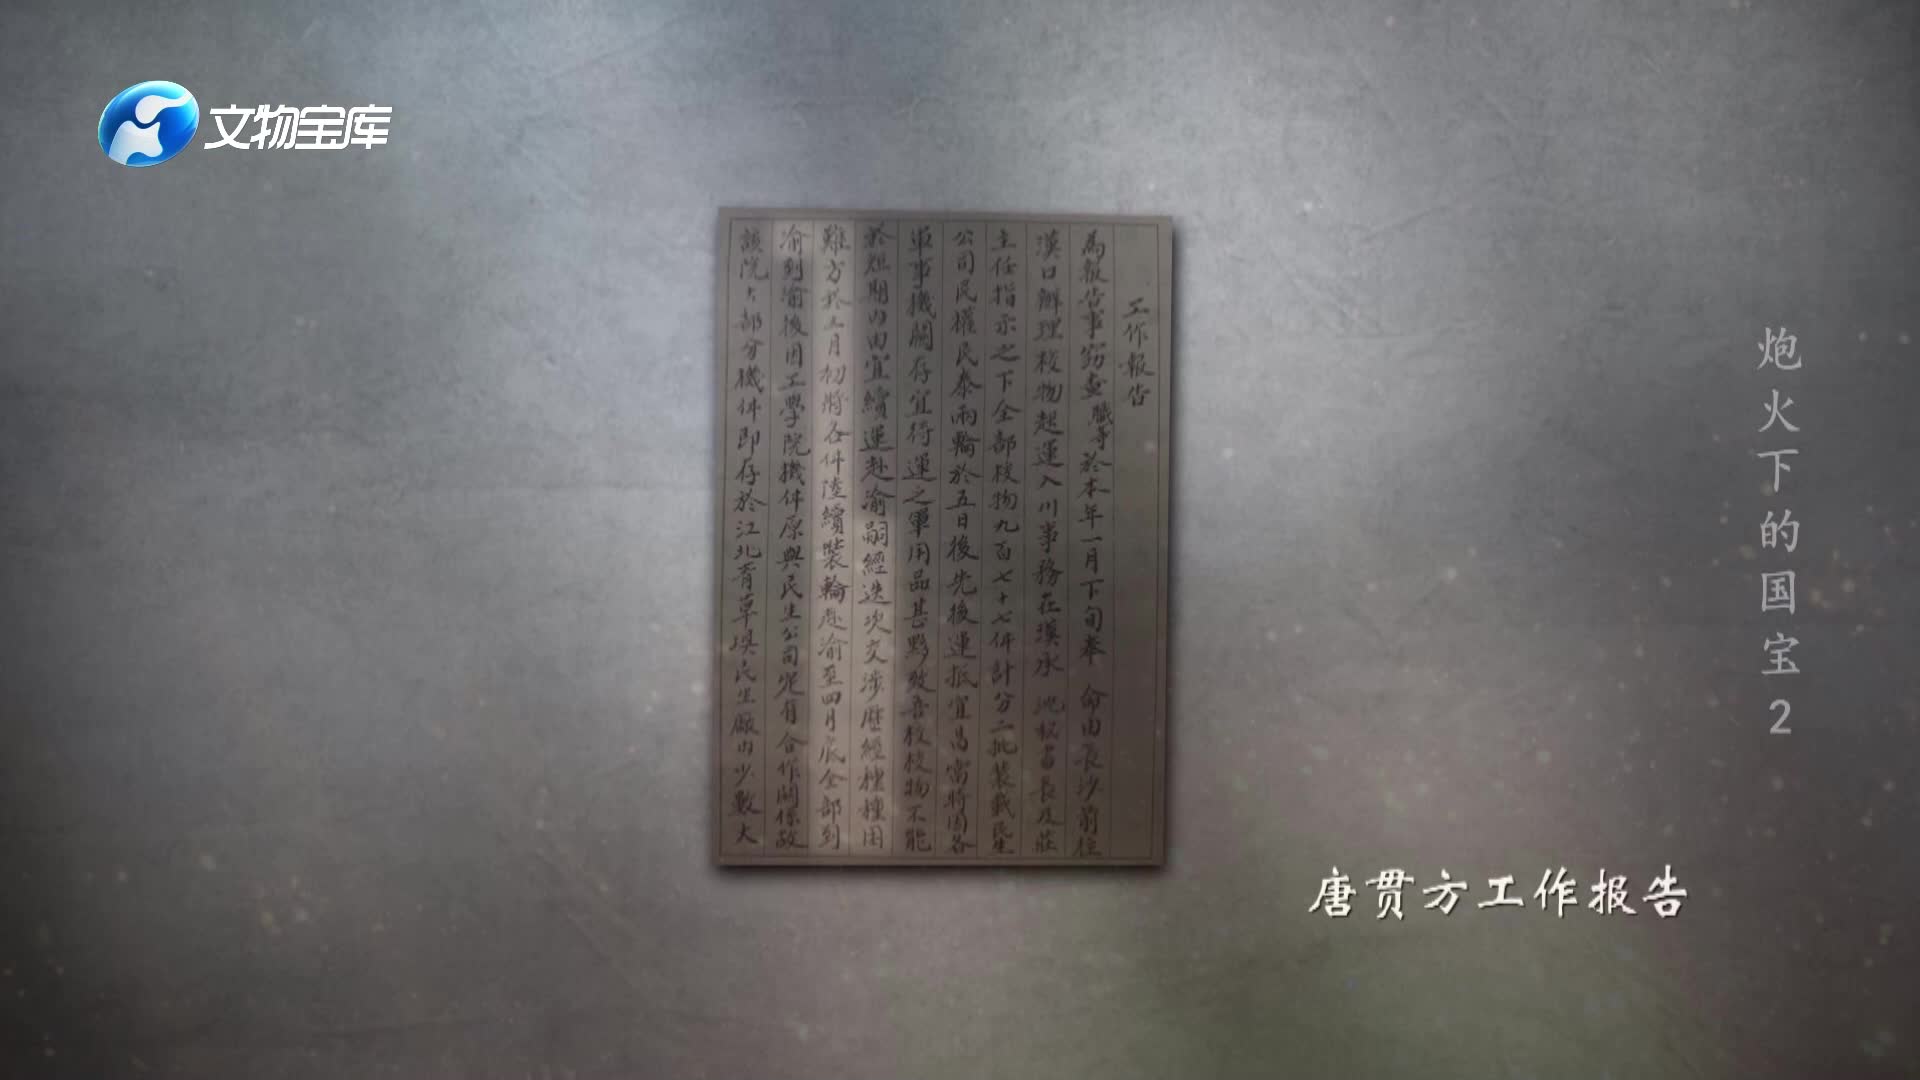 文物宝库
工作報告
為報告事竊查職等於本年一月下旬奉 命由長沙前往
漢口辦理校物起運入川事務在漢承 沈秘書長及莊
主任指示之下全部校物九百七十七件計分二批裝載民生
公司民權民泰兩輪於五日後先後運抵宜昌需將因各
軍事機關存宜待運之軍用品甚夥致吾校校物不能
於短期內由宜續運赴渝嗣經迭次交涉歷經種種困
難方於三月初將各件陸續裝輪赴渝至四月底全部到
渝到渝後因工學院機件原與民生公司定有合作關係故
該院大部分機件即存於江北青草壩民生廠內少數大
炮火下的国宝2
唐贯方工作报告